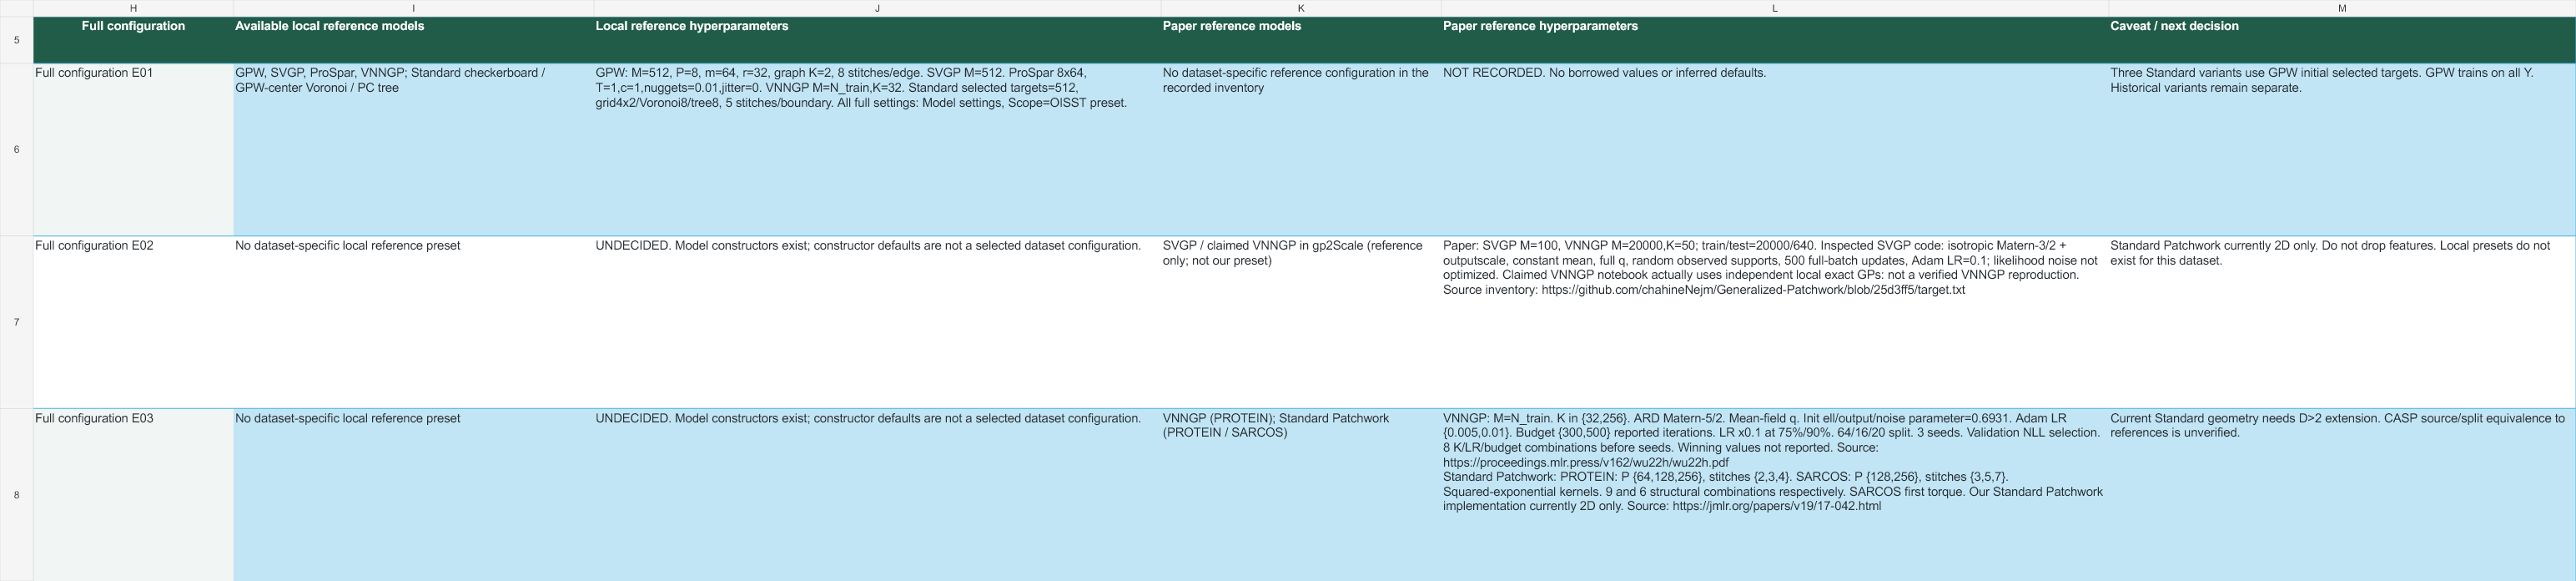 H I J K L M
5
Full configuration
Available local reference models
Local reference hyperparameters
Paper reference models
Paper reference hyperparameters
Caveat / next decision
6
Full configuration E01
GPW, SVGP, ProSpar, VNNGP; Standard checkerboard /
GPW-center Voronoi / PC tree
GPW: M=512, P=8, m=64, r=32, graph K=2, 8 stitches/edge. SVGP M=512. ProSpar 8x64,
T=1,c=1,nuggets=0.01,jitter=0. VNNGP M=N_train,K=32. Standard selected targets=512,
grid4x2/Voronoi8/tree8, 5 stitches/boundary. All full settings: Model settings, Scope=OISST preset.
No dataset-specific reference configuration in the
recorded inventory
NOT RECORDED. No borrowed values or inferred defaults.
Three Standard variants use GPW initial selected targets. GPW trains on all Y.
Historical variants remain separate.
7
Full configuration E02
No dataset-specific local reference preset
UNDECIDED. Model constructors exist; constructor defaults are not a selected dataset configuration.
SVGP / claimed VNNGP in gp2Scale (reference
only; not our preset)
Paper: SVGP M=100, VNNGP M=20000,K=50; train/test=20000/640. Inspected SVGP code: isotropic Matern-3/2 +
outputscale, constant mean, full q, random observed supports, 500 full-batch updates, Adam LR=0.1; likelihood noise not
optimized. Claimed VNNGP notebook actually uses independent local exact GPs: not a verified VNNGP reproduction.
Source inventory: https://github.com/chahineNejm/Generalized-Patchwork/blob/25d3ff5/target.txt
Standard Patchwork currently 2D only. Do not drop features. Local presets do not
exist for this dataset.
8
Full configuration E03
No dataset-specific local reference preset
UNDECIDED. Model constructors exist; constructor defaults are not a selected dataset configuration.
VNNGP (PROTEIN); Standard Patchwork
(PROTEIN / SARCOS)
VNNGP: M=N_train. K in {32,256}. ARD Matern-5/2. Mean-field q. Init ell/output/noise parameter=0.6931. Adam LR
{0.005,0.01}. Budget {300,500} reported iterations. LR x0.1 at 75%/90%. 64/16/20 split. 3 seeds. Validation NLL selection.
8 K/LR/budget combinations before seeds. Winning values not reported. Source:
https://proceedings.mlr.press/v162/wu22h/wu22h.pdf
Standard Patchwork: PROTEIN: P {64,128,256}, stitches {2,3,4}. SARCOS: P {128,256}, stitches {3,5,7}.
Squared-exponential kernels. 9 and 6 structural combinations respectively. SARCOS first torque. Our Standard Patchwork
implementation currently 2D only. Source: https://jmlr.org/papers/v19/17-042.html
Current Standard geometry needs D>2 extension. CASP source/split equivalence to
references is unverified.